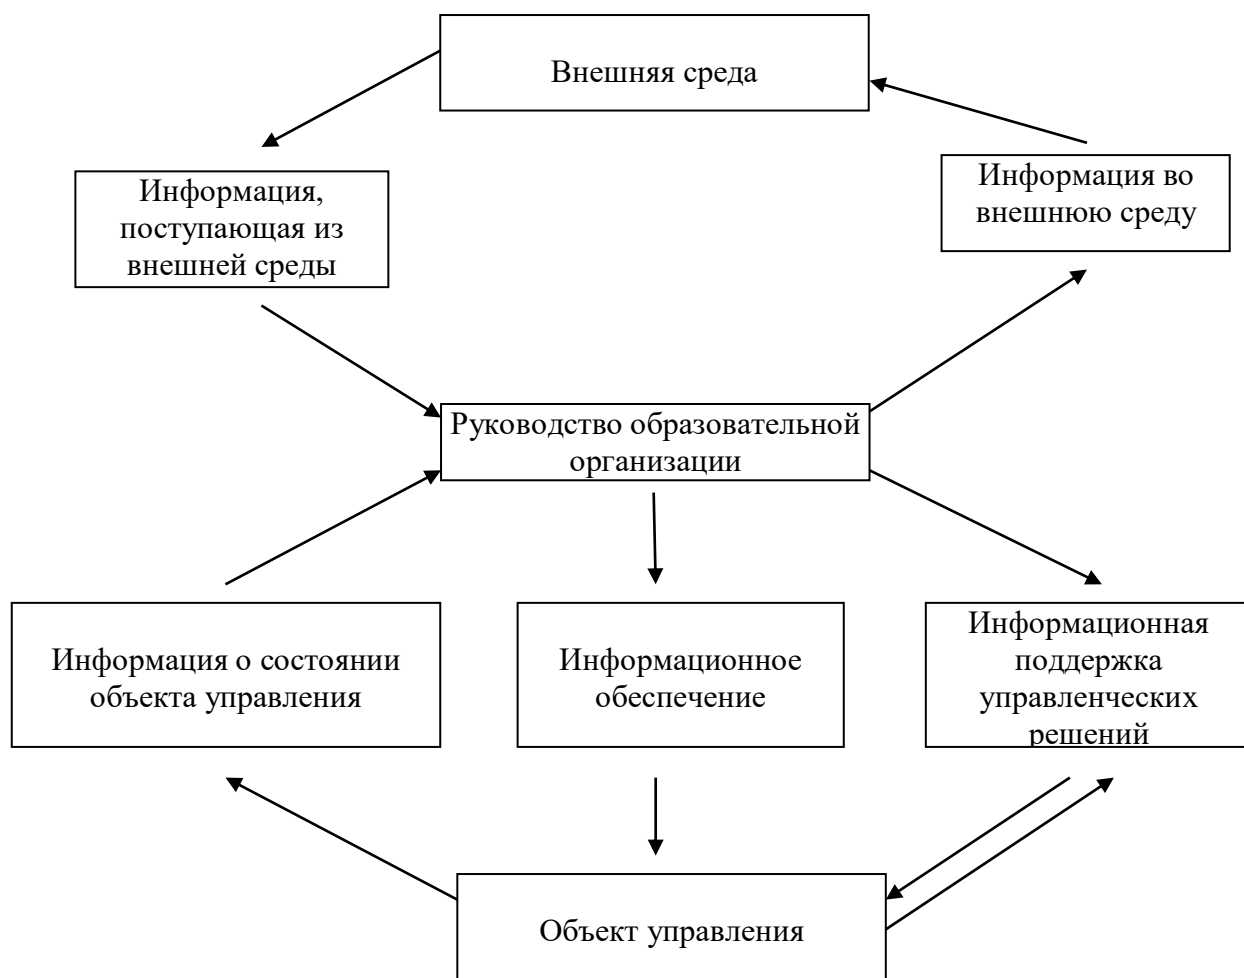 Внешняя среда
Информация,
поступающая из
внешней среды
Информация во
внешнюю среду
Руководство образовательной
организации
Информация о состоянии
объекта управления
Информационное
обеспечение
Информационная
поддержка
управленческих
решений
Объект управления